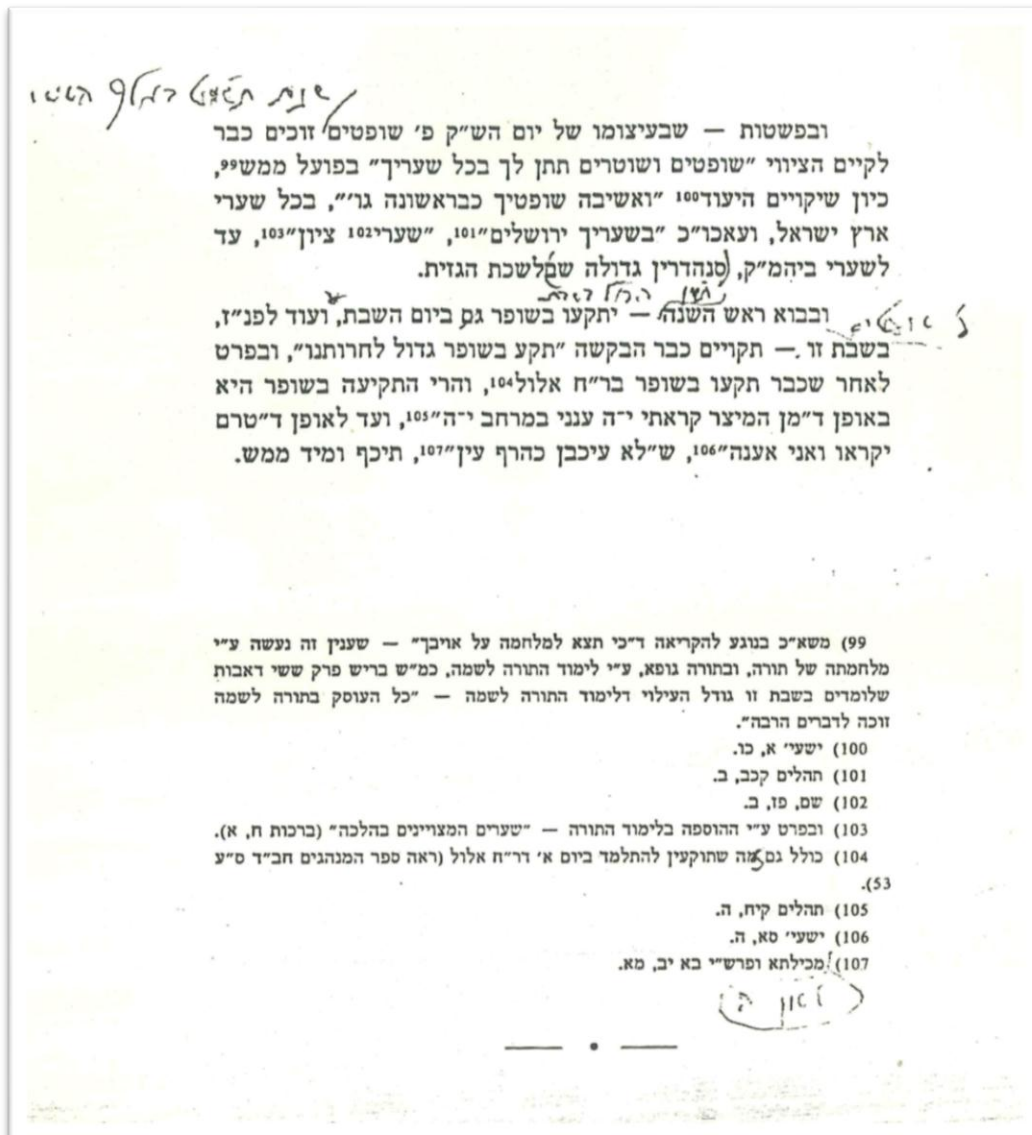 שנת תש״נ באלף הששי
ובפשטות — שבעיצומו של יום הש״ק פ׳ שופטים זוכים כבר
לקיים הציווי ״שופטים ושוטרים תתן לך בכל שעריך״ בפועל ממש99,
כיון שיקויים היעוד100 ״ואשיבה שופטיך כבראשונה גו׳״, בכל שערי
ארץ ישראל, ועאכו״כ ״בשעריך ירושלים״101, ״שערי102 ציון״103, עד
לשערי ביהמ״ק, סנהדרין גדולה שבלשכת הגזית.
ובבוא ראש השנה — יתקעו בשופר גם ביום השבת, ועוד לפנ״ז,
בשבת זו — תקויים כבר הבקשה ״תקע בשופר גדול לחרותנו״, ובפרט
לאחר שכבר תקעו בשופר בר״ח אלול104, והרי התקיעה בשופר היא
באופן ד״מן המיצר קראתי י־ה ענני במרחב י־ה״105, ועד לאופן ד״טרם
יקראו ואני אענה״106, ש״לא עיכבן כהרף עין״107, תיכף ומיד ממש.
99) משא״כ בנוגע להקריאה ד״כי תצא למלחמה על אויבך״ — שענין זה נעשה ע״י
מלחמתה של תורה, ובתורה גופא, ע״י לימוד התורה לשמה, כמ״ש בריש פרק ששי דאבות
שלומדים בשבת זו גודל העילוי דלימוד התורה לשמה — ״כל העוסק בתורה לשמה
זוכה לדברים הרבה״.
100) ישעי׳ א, כו.
101) תהלים קכב, ב.
102) שם, פז, ב.
103) ובפרט ע״י ההוספה בלימוד התורה — ״שערים המצויינים בהלכה״ (ברכות ח, א).
104) כולל גם מה שתוקעין להתלמד ביום א׳ דר״ח אלול (ראה ספר המנהגים חב״ד ס״ע
53).
105) תהלים קיח, ה.
106) ישעי׳ סא, ה.
107) מכילתא ופרש״י בא יב, מא.